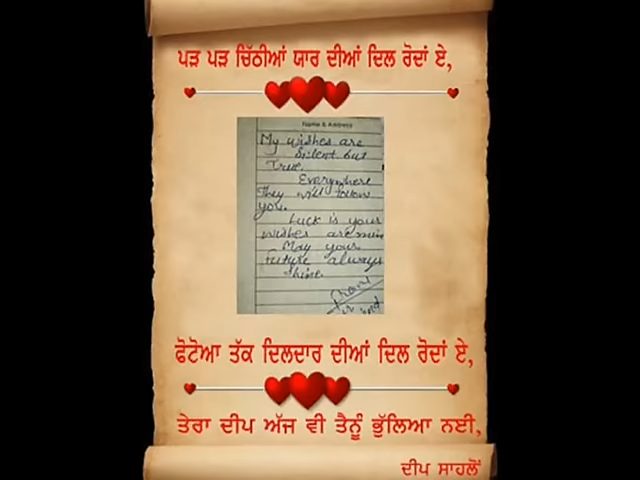 ਪੜ ਪੜ ਚਿੱਠੀਆਂ ਯਾਰ ਦੀਆਂ ਦਿਲ ਰੋਦਾਂ ਏ,
Name & Address
My wishes are
Silent but
True.
Everywhere
They will follow
you.
Luck is your
wishes are mine
May your
future always
shine.
ਫੋਟੋਆ ਤੱਕ ਦਿਲਦਾਰ ਦੀਆਂ ਦਿਲ ਰੋਦਾਂ ਏ,
ਤੇਰਾ ਦੀਪ ਅੱਜ ਵੀ ਤੈਨੂੰ ਭੁੱਲਿਆ ਨਈ,
ਦੀਪ ਸਾਹਲੋਂ